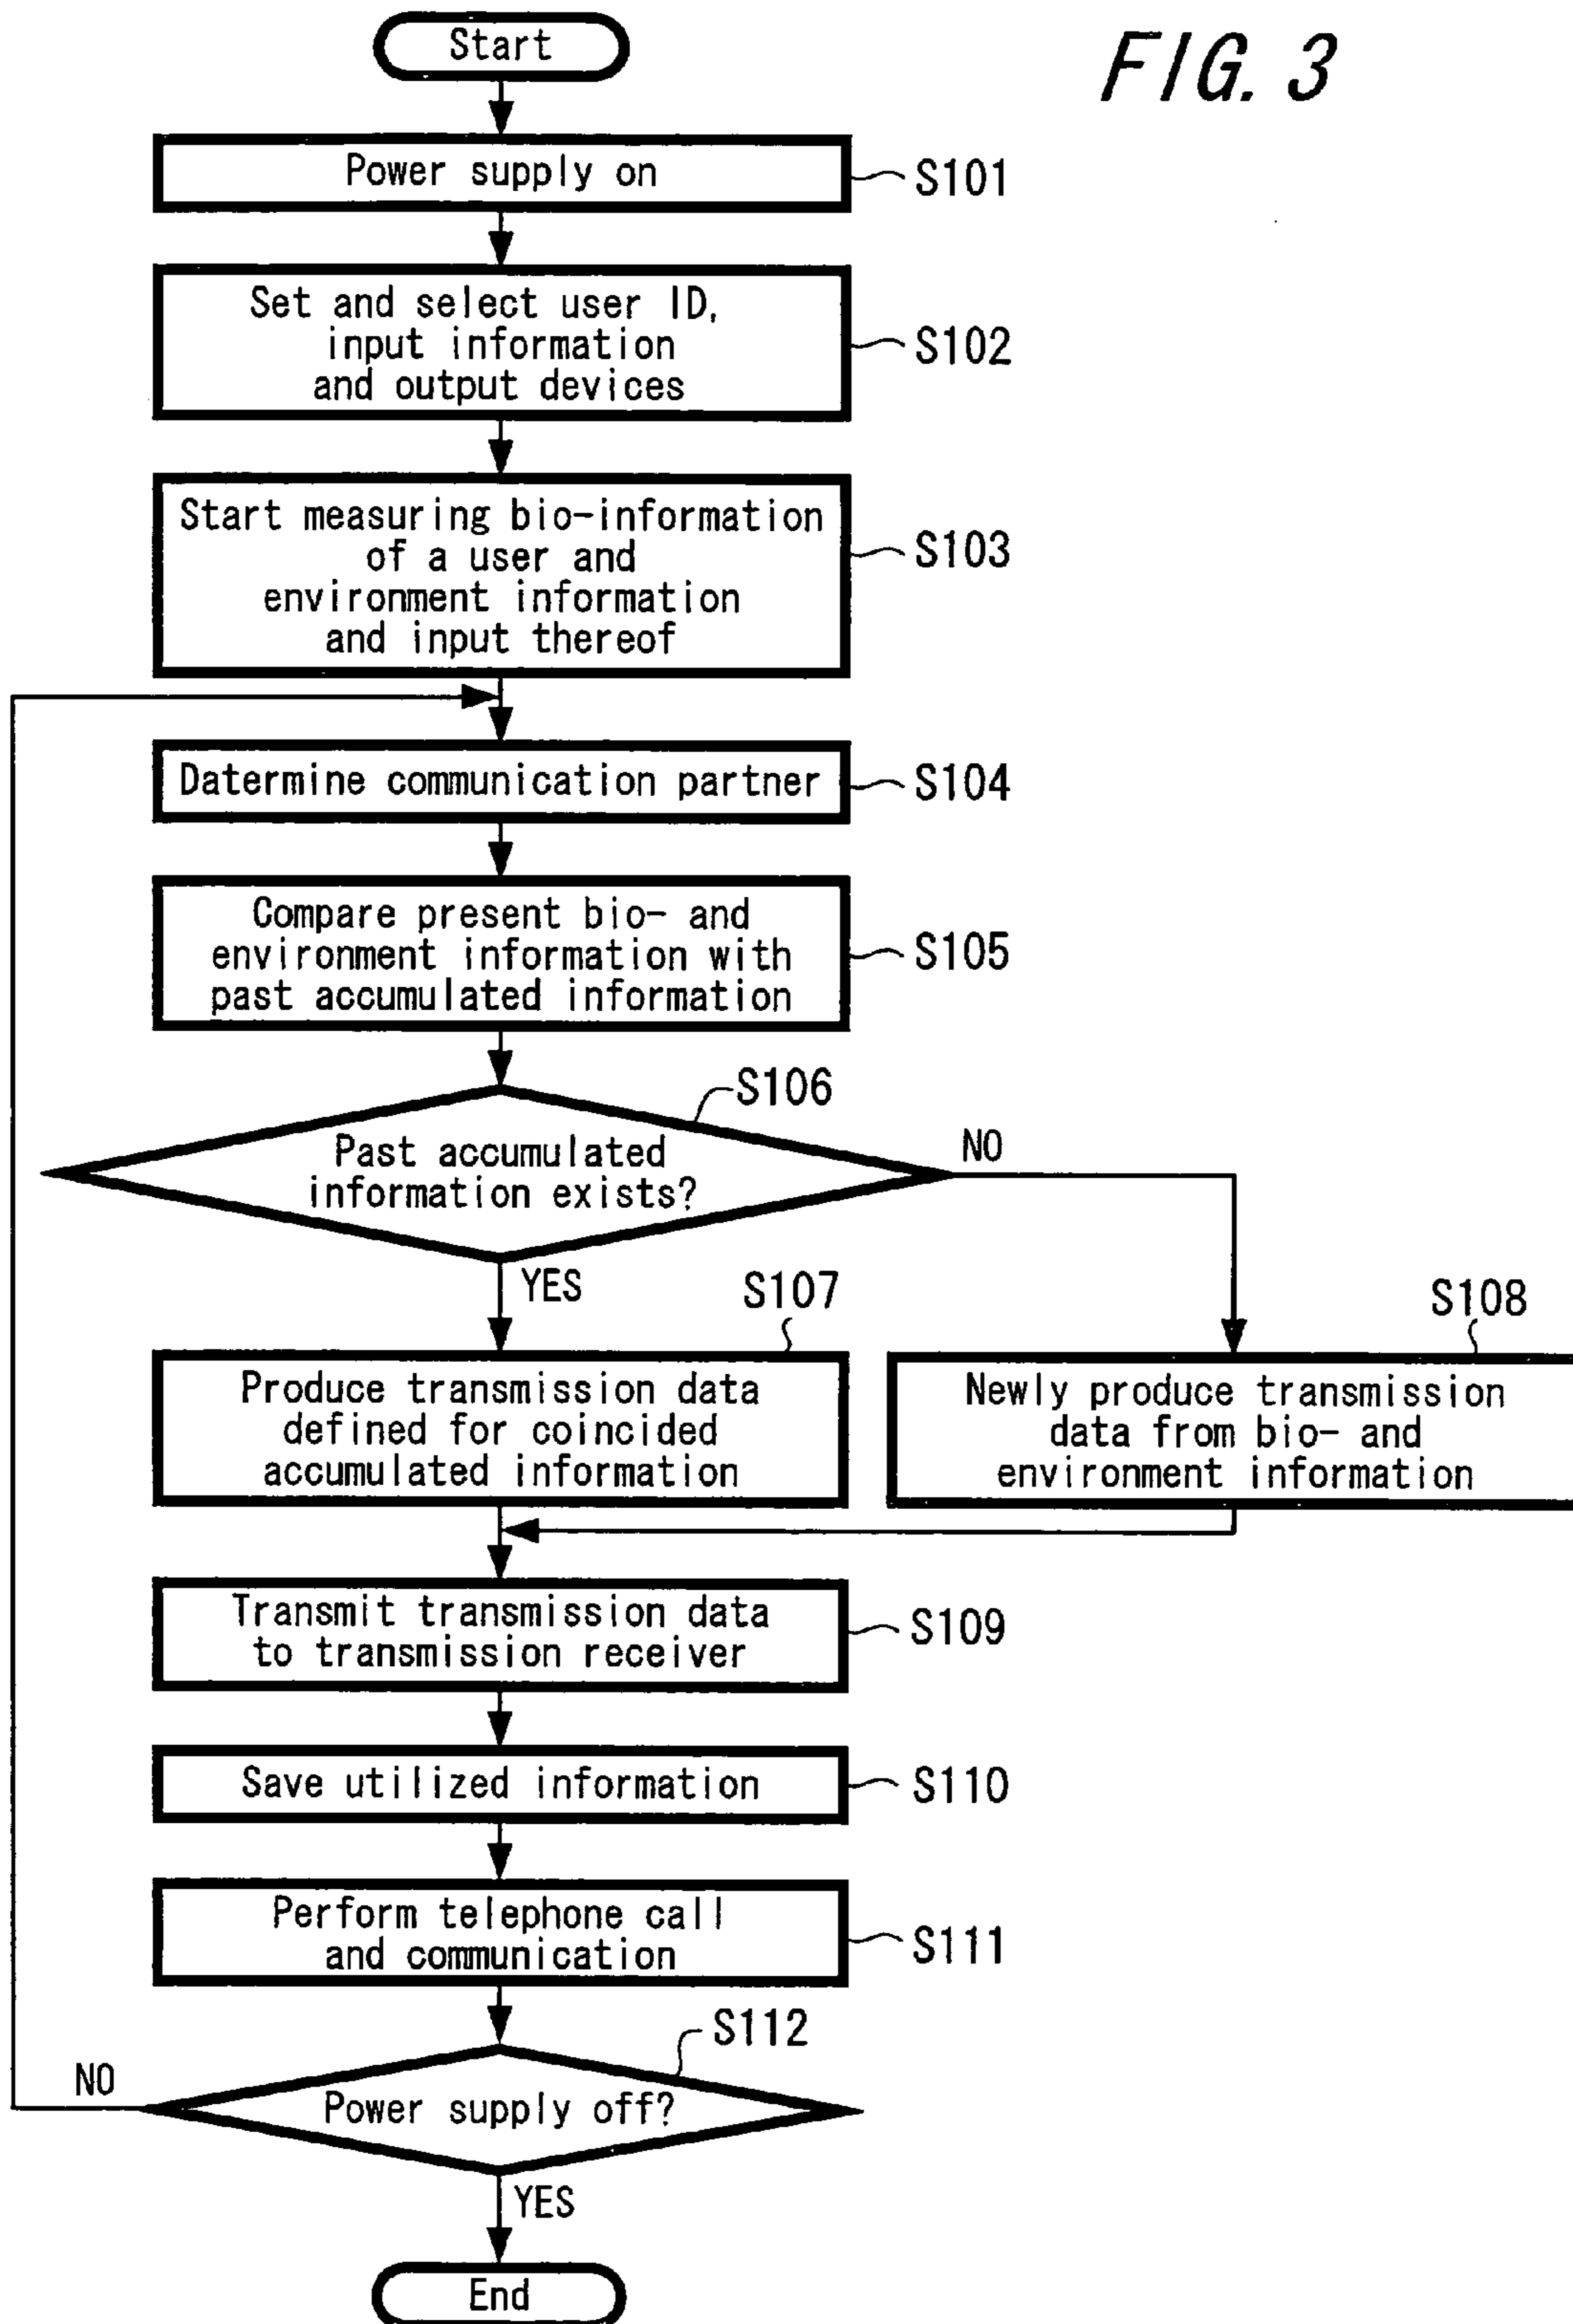 Start
FIG. 3
Power supply on
S101
Set and select user ID,
input information
and output devices
S102
Start measuring bio-information
of a user and
environment information
and input thereof
S103
Datermine communication partner
S104
Compare present bio- and
environment information with
past accumulated information
S105
S106
Past accumulated
information exists?
NO
YES
S107
Produce transmission data
defined for coincided
accumulated information
S108
Newly produce transmission
data from bio- and
environment information
Transmit transmission data
to transmission receiver
S109
Save utilized information
S110
Perform telephone call
and communication
S111
S112
Power supply off?
NO
YES
End